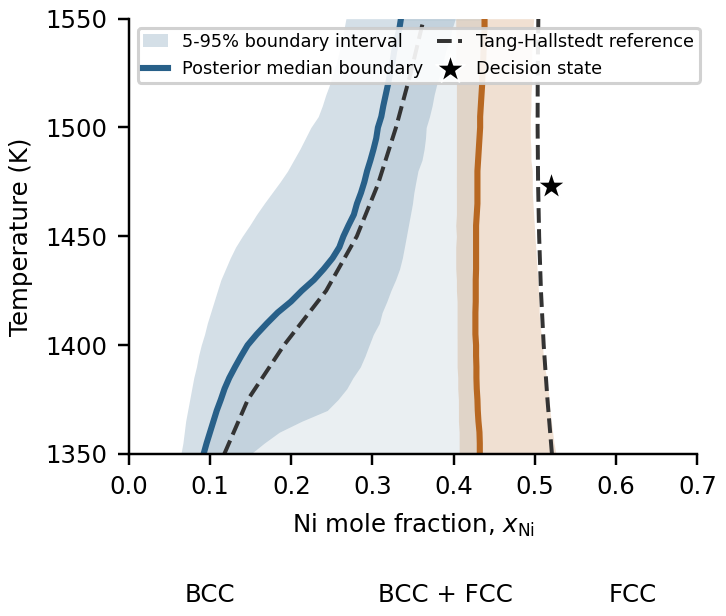 1550
1500
1450
1400
1350
Temperature (K)
5-95% boundary interval
Posterior median boundary
Tang-Hallstedt reference
Decision state
0.0 0.1 0.2 0.3 0.4 0.5 0.6 0.7
Ni mole fraction, x_Ni
BCC BCC + FCC FCC